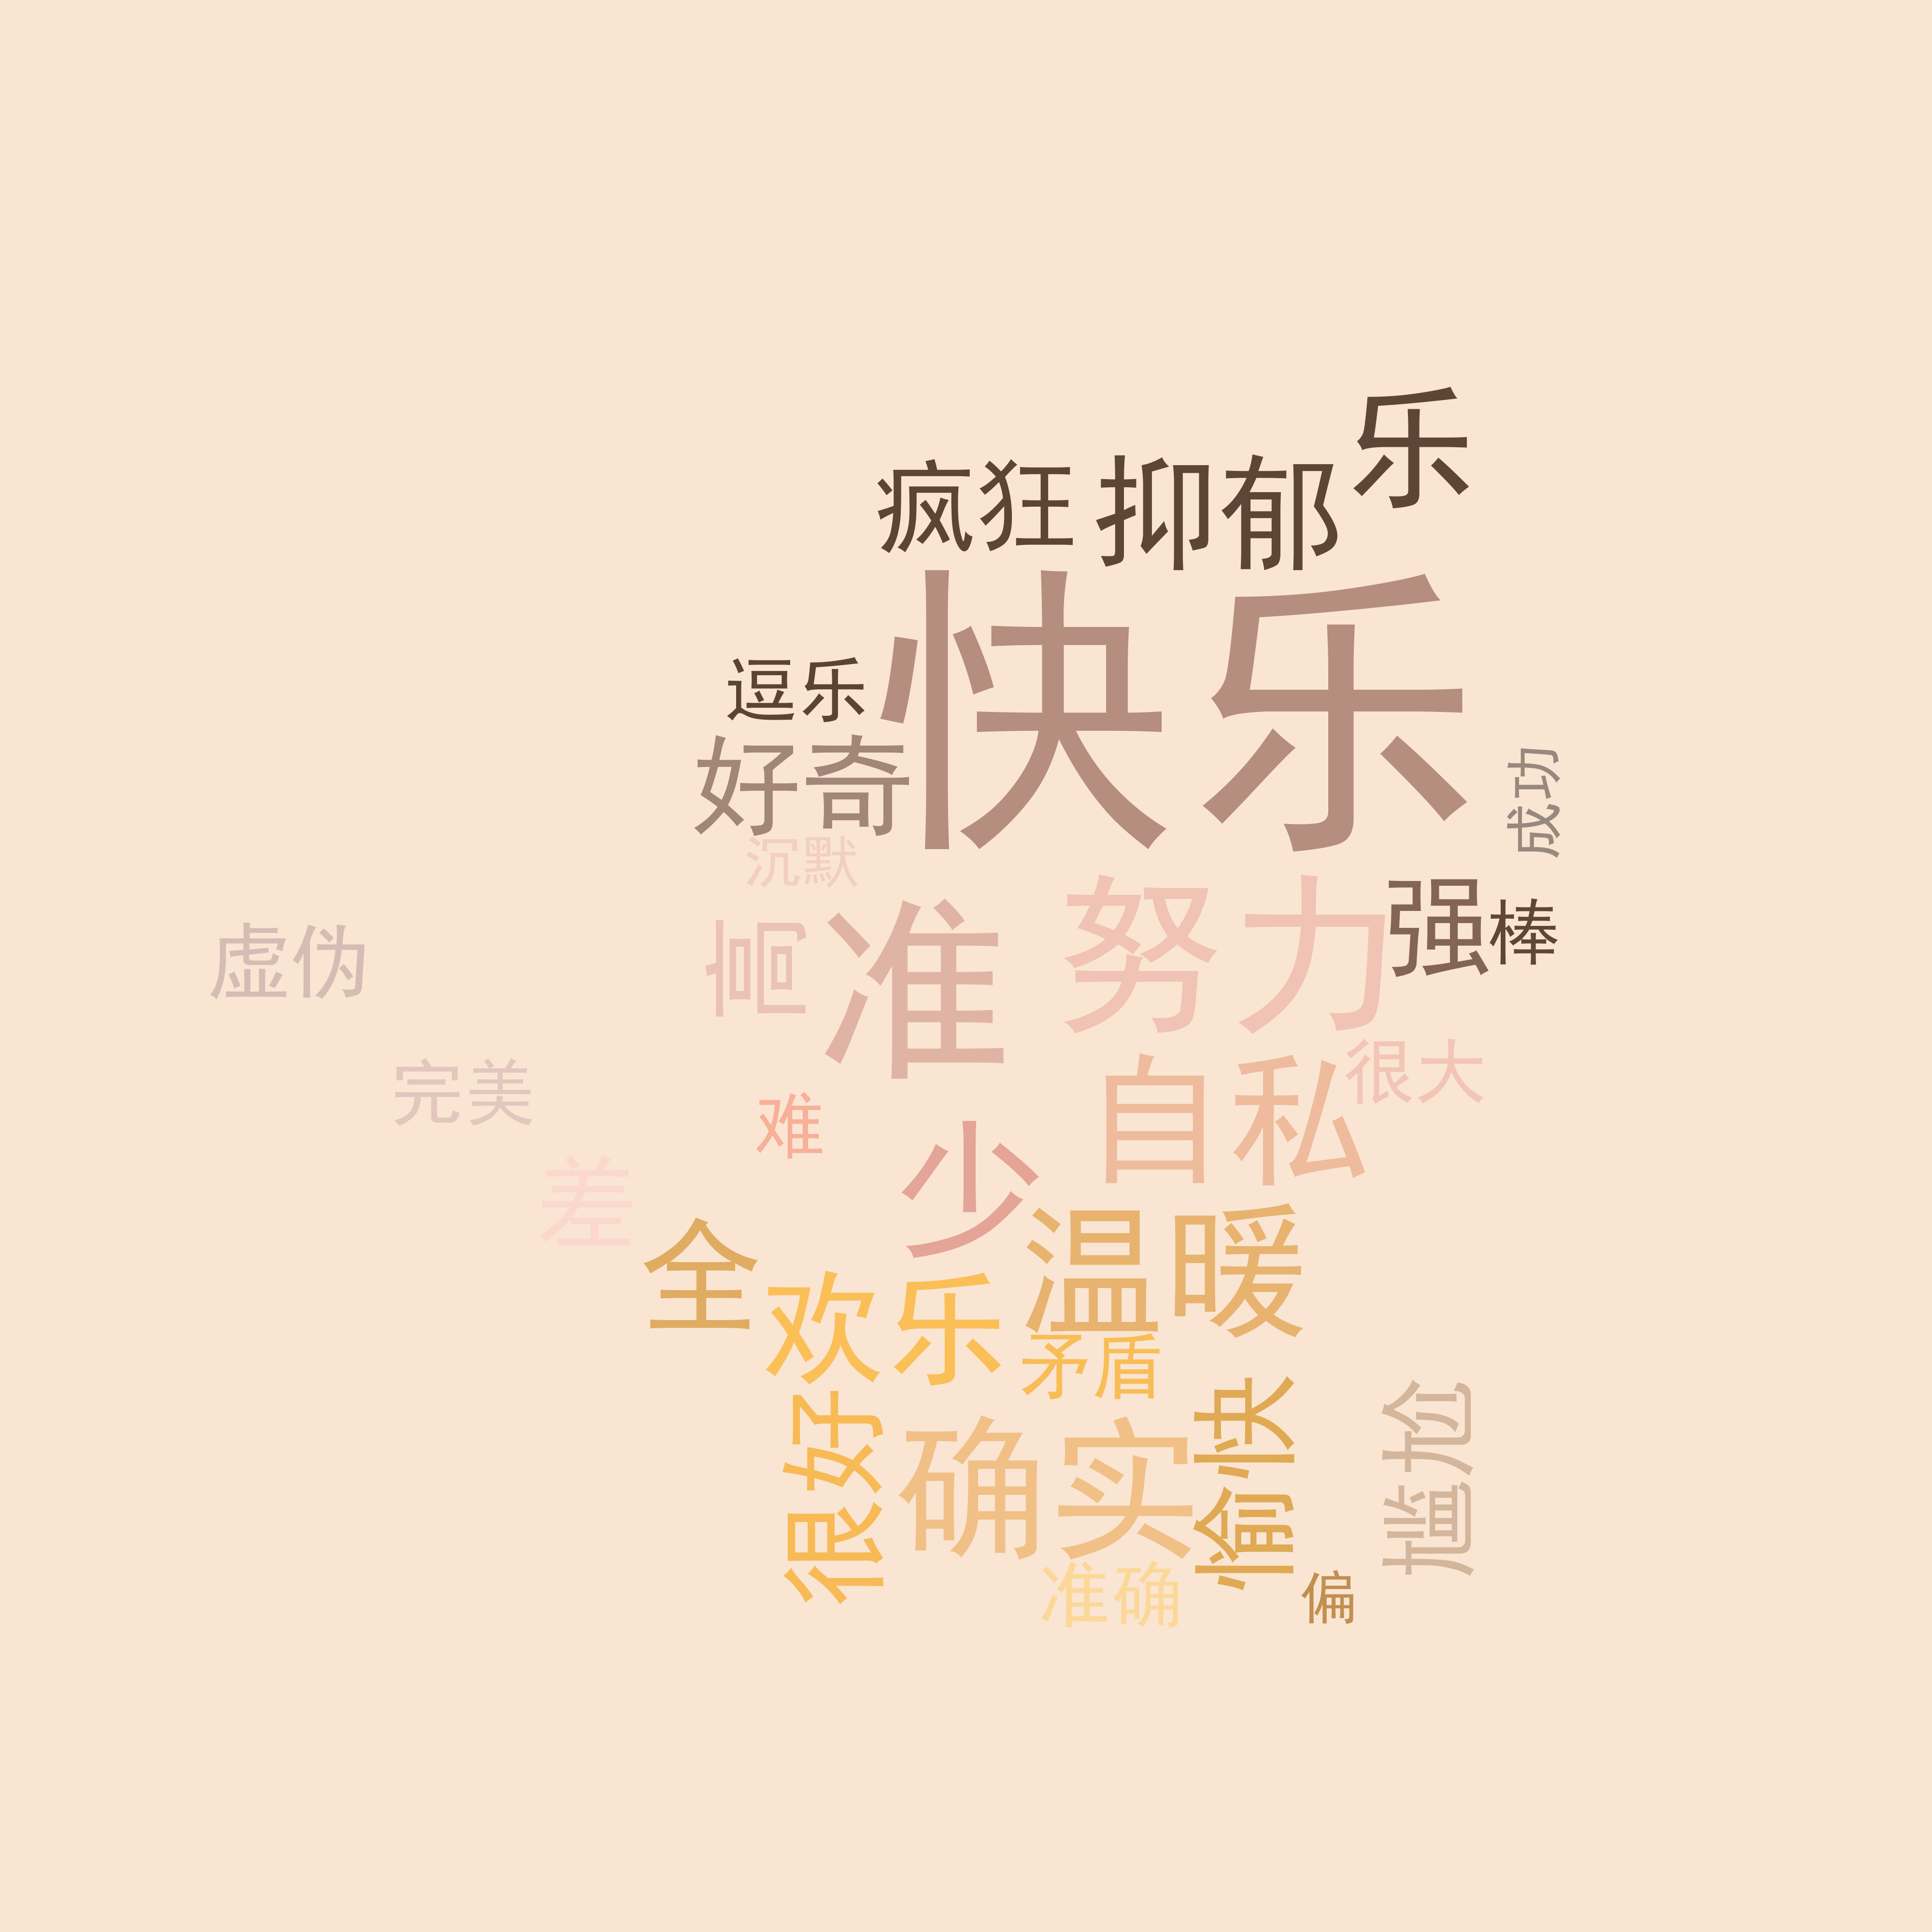 乐
疯狂
抑郁
快乐
逗乐
好奇
成功
沉默
努力
强
棒
准
虚伪
完美
很大
自私
难
少
差
全
温暖
欢乐
矛盾
很好
确实
愉快
尴尬
准确
偏